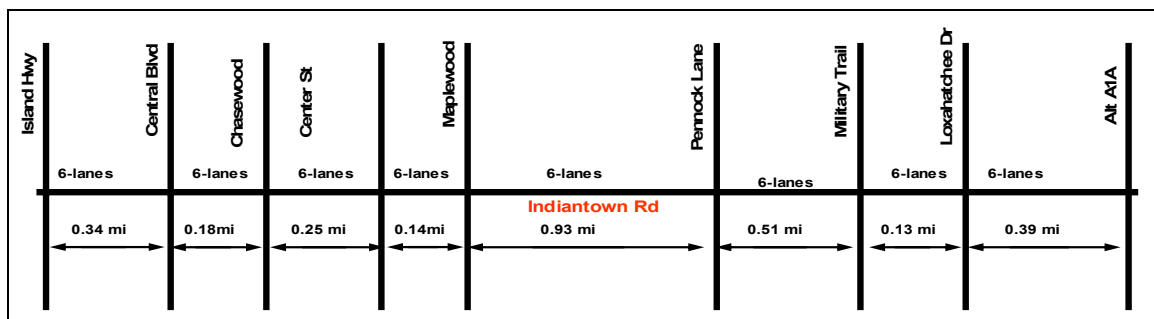 Island Hwy
Central Blvd
Chasewood
Center St
Maplewood
Pennock Lane
Military Trail
Loxahatchee Dr
Alt A1A
6-lanes
6-lanes
6-lanes
6-lanes
6-lanes
6-lanes
6-lanes
6-lanes
Indiantown Rd
0.34 mi
0.18mi
0.25 mi
0.14mi
0.93 mi
0.51 mi
0.13 mi
0.39 mi